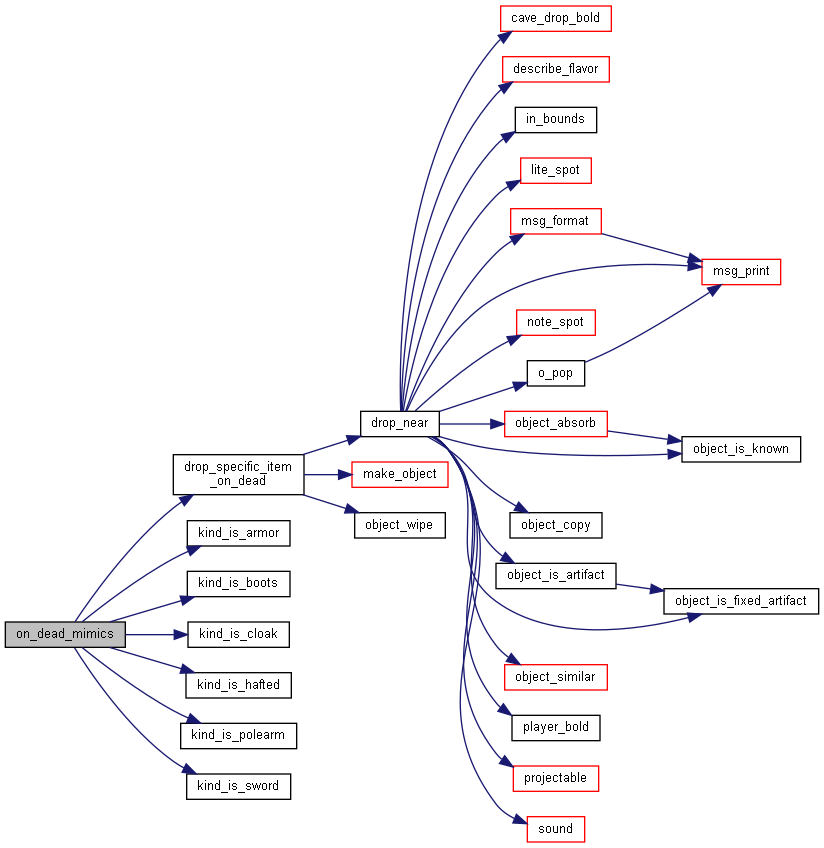 cave_drop_bold
describe_flavor
in_bounds
lite_spot
msg_format
msg_print
note_spot
o_pop
drop_near
object_absorb
object_is_known
drop_specific_item
_on_dead
make_object
object_wipe
object_copy
kind_is_armor
object_is_artifact
kind_is_boots
object_is_fixed_artifact
on_dead_mimics
kind_is_cloak
object_similar
kind_is_hafted
player_bold
kind_is_polearm
projectable
kind_is_sword
sound